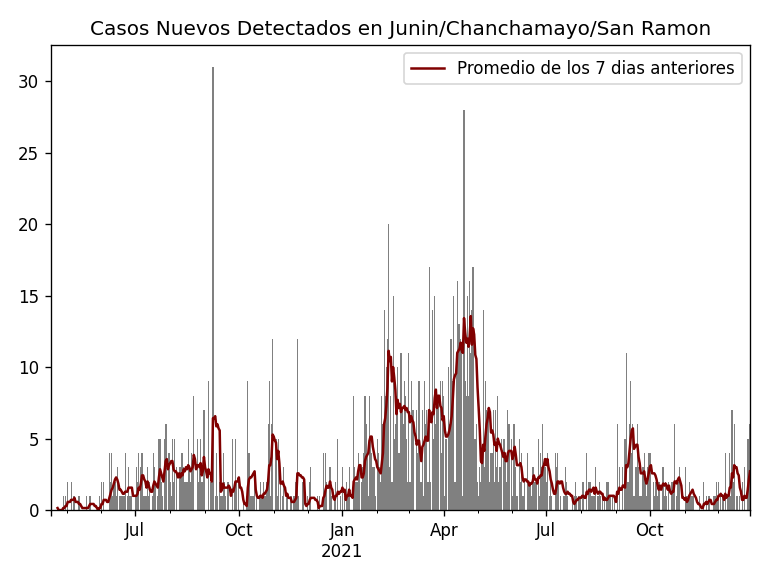 Casos Nuevos Detectados en Junin/Chanchamayo/San Ramon
Promedio de los 7 dias anteriores
30
25
20
15
10
5
0
Jul Oct Jan Apr Jul Oct
2021